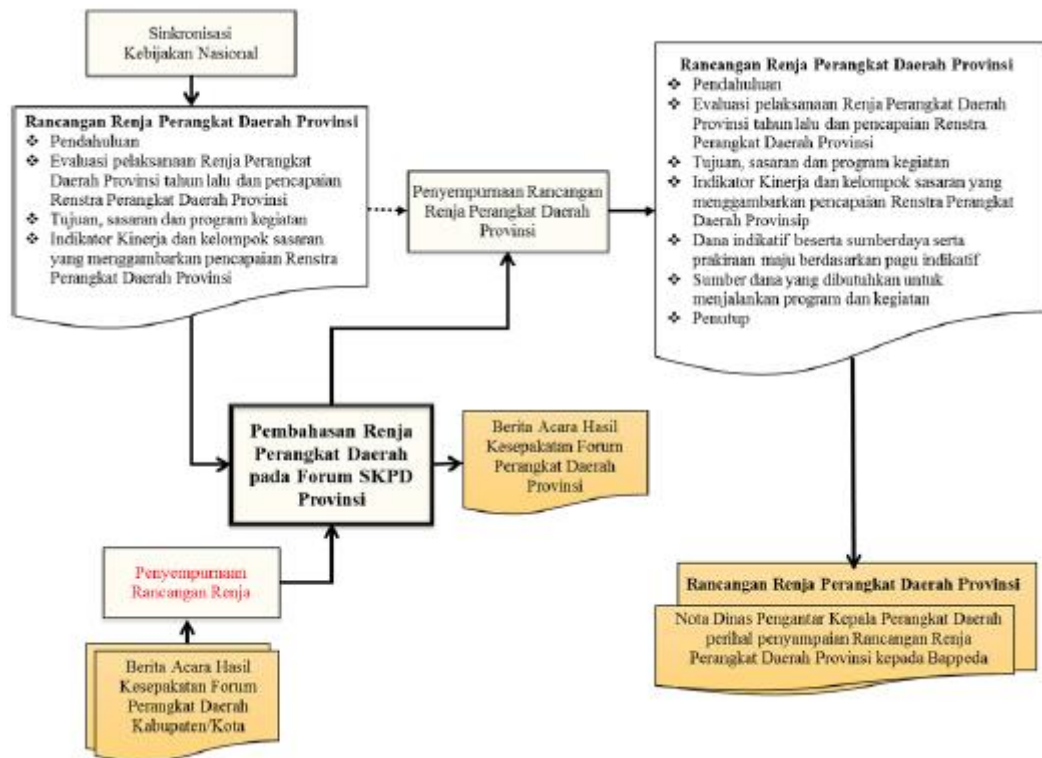 Sinkronisasi
Kebijakan Nasional
Rancangan Renja Perangkat Daerah Provinsi
❖ Pendahuluan
❖ Evaluasi pelaksanaan Renja Perangkat
Daerah Provinsi tahun lalu dan pencapaian
Renstra Perangkat Daerah Provinsi
❖ Tujuan, sasaran dan program kegiatan
❖ Indikator Kinerja dan kelompok sasaran
yang menggambarkan pencapaian Renstra
Perangkat Daerah Provinsi
Penyempurnaan Rancangan
Renja Perangkat Daerah
Provinsi
Rancangan Renja Perangkat Daerah Provinsi
❖ Pendahuluan
❖ Evaluasi pelaksanaan Renja Perangkat Daerah
Provinsi tahun lalu dan pencapaian Renstra
Perangkat Daerah Provinsi
❖ Tujuan, sasaran dan program kegiatan
❖ Indikator Kinerja dan kelompok sasaran yang
menggambarkan pencapaian Renstra Perangkat
Daerah Provinsip
❖ Dana indikatif beserta sumberdaya serta
prakiraan maju berdasarkan pagu indikatif
❖ Sumber dana yang dibutuhkan untuk
menjalankan program dan kegiatan
❖ Penutup
Pembahasan Renja
Perangkat Daerah
pada Forum SKPD
Provinsi
Berita Acara Hasil
Kesepakatan Forum
Perangkat Daerah
Provinsi
Penyempurnaan
Rancangan Renja
Berita Acara Hasil
Kesepakatan Forum
Perangkat Daerah
Kabupaten/Kota
Rancangan Renja Perangkat Daerah Provinsi
Nota Dinas Pengantar Kepala Perangkat Daerah
perihal penyampaian Rancangan Renja
Perangkat Daerah Provinsi kepada Bappeda